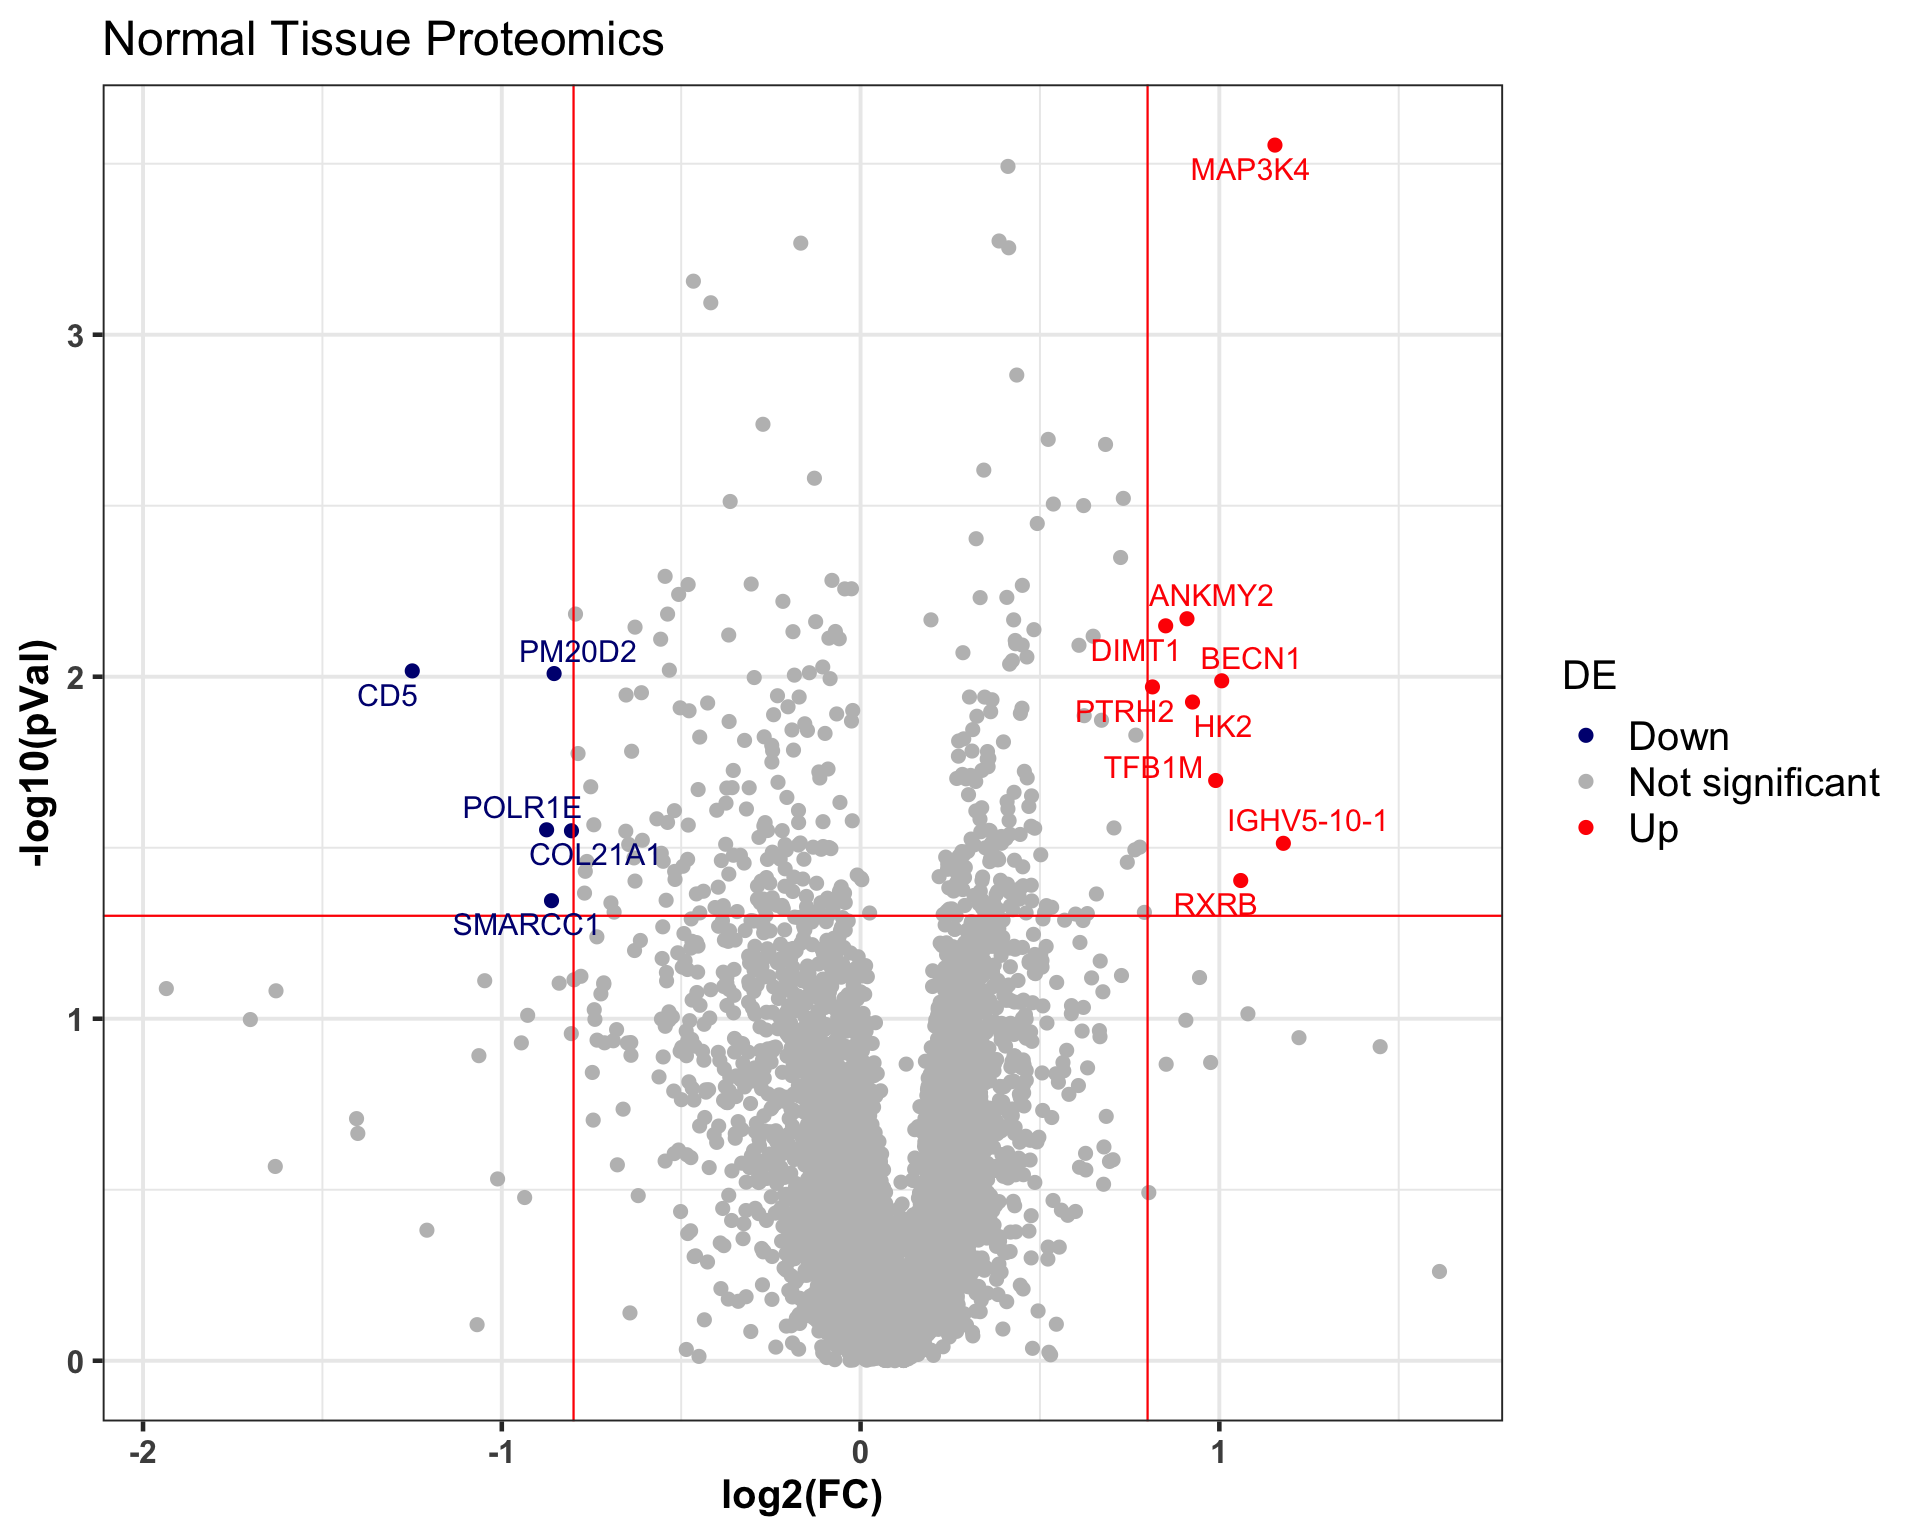 Normal Tissue Proteomics
MAP3K4
3
ANKMY2
DIMT1
BECN1
PM20D2
CD5
2
PTRH2
HK2
TFB1M
POLR1E
COL21A1
IGHV5-10-1
RXRB
SMARCC1
1
0
-log10(pVal)
-2
-1
0
1
log2(FC)
DE
Down
Not significant
Up